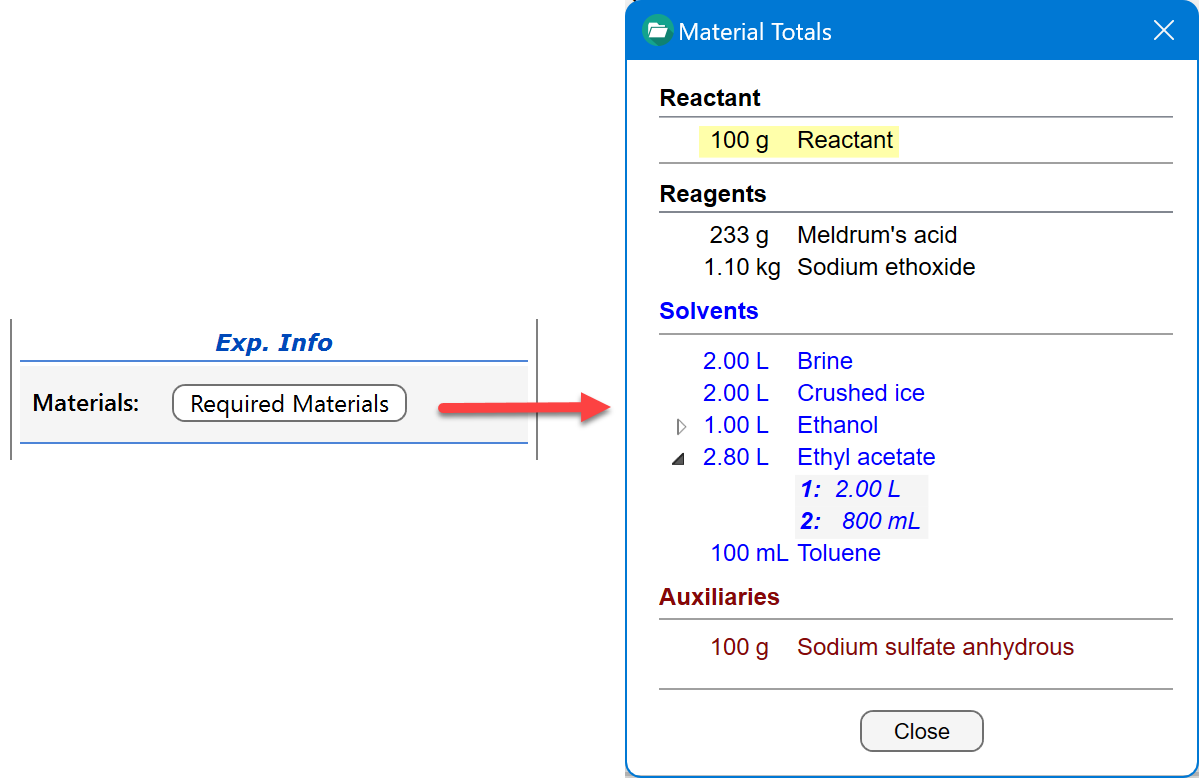 Exp. Info
Materials: Required Materials
Material Totals
Reactant
100 g Reactant
Reagents
233 g Meldrum's acid
1.10 kg Sodium ethoxide
Solvents
2.00 L Brine
2.00 L Crushed ice
1.00 L Ethanol
2.80 L Ethyl acetate
1: 2.00 L
2: 800 mL
100 mL Toluene
Auxiliaries
100 g Sodium sulfate anhydrous
Close